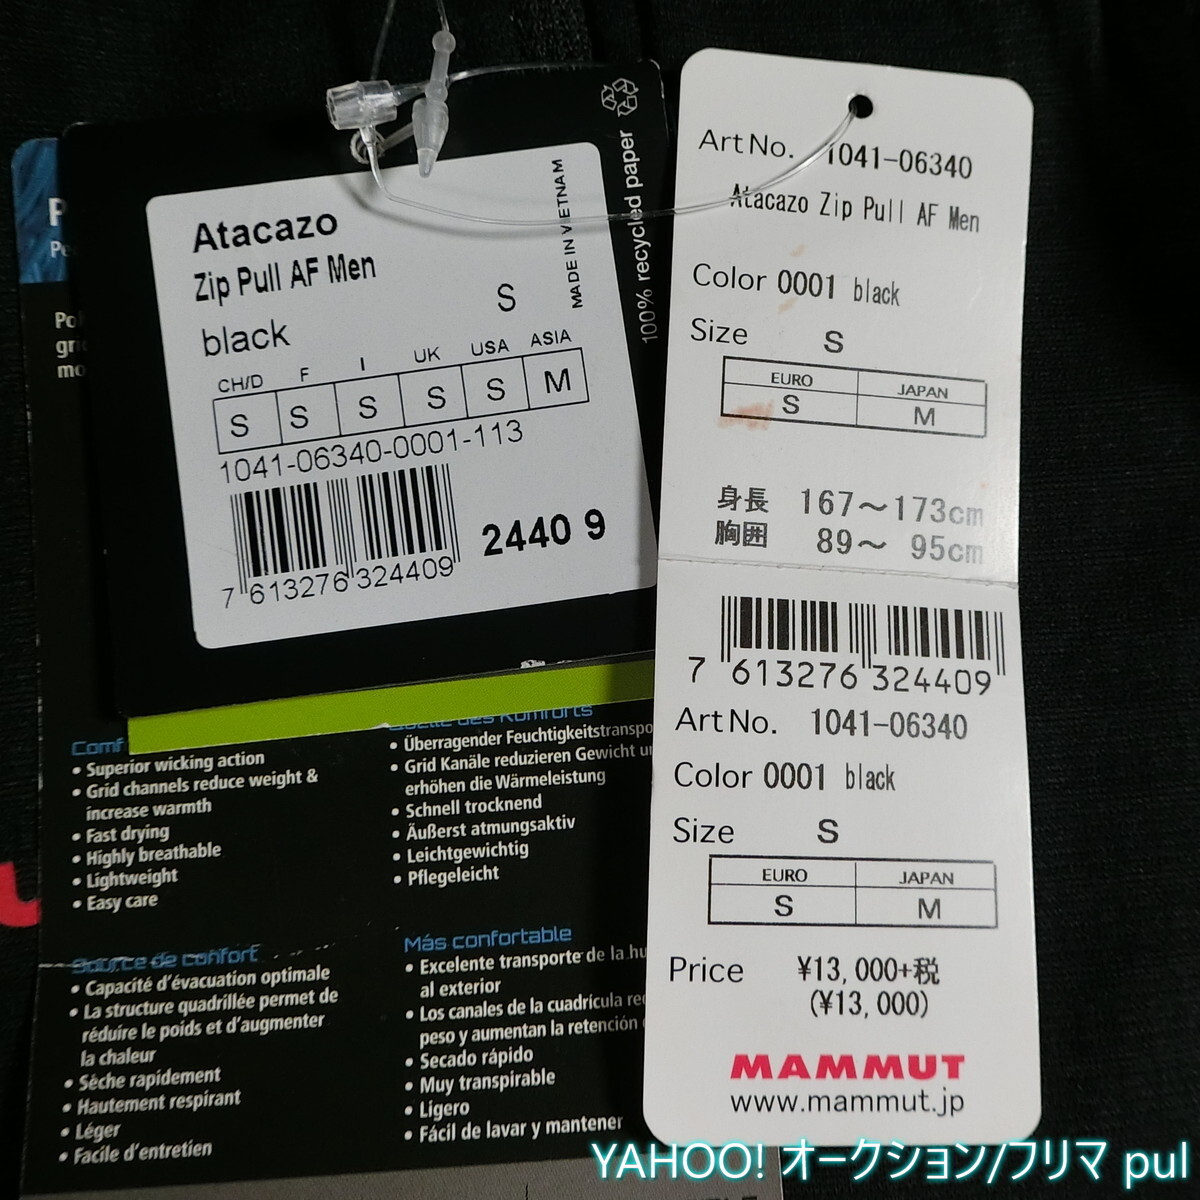 Atacazo
Zip Pull AF Men
black
S
MADE IN VIETNAM
100% recycled paper
CH/D F I UK USA ASIA
S S S S S M
1041-06340-0001-113
2440 9
7 613276 324409
Superior wicking action
Grid channels reduce weight &
increase warmth
Fast drying
Highly breathable
Lightweight
Easy care
Überragender Feuchtigkeitstranspo
Grid Kanäle reduzieren Gewicht u
erhöhen die Wärmeleistung
Schnell trocknend
Äußerst atmungsaktiv
Leichtgewichtig
Pflegeleicht
Source de confort
Capacité d'évacuation optimale
La structure quadrillée permet de
réduire le poids et d'augmenter
la chaleur
Sèche rapidement
Hautement respirant
Léger
Facile d'entretien
Más confortable
Excelente transporte de la hu
al exterior
Los canales de la cuadrícula
peso y aumentan la retención
Secado rápido
Muy transpirable
Ligero
Fácil de lavar y mantener
Art No. 1041-06340
Atacazo Zip Pull AF Men
Color 0001 black
Size S
EURO JAPAN
S M
身長 167〜173cm
胸囲 89〜 95cm
7 613276 324409
Art No. 1041-06340
Color 0001 black
Size S
EURO JAPAN
S M
Price ¥13,000+税
(¥13,000)
MAMMUT
www.mammut.jp
YAHOO! オークション/フリマ pul